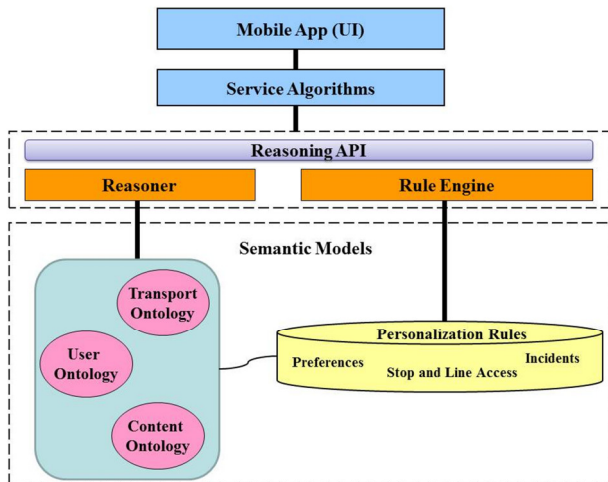 Mobile App (UI)
Service Algorithms
Reasoning API
Reasoner
Rule Engine
Semantic Models
Transport
Ontology
User
Ontology
Content
Ontology
Personalization Rules
Preferences
Incidents
Stop and Line Access